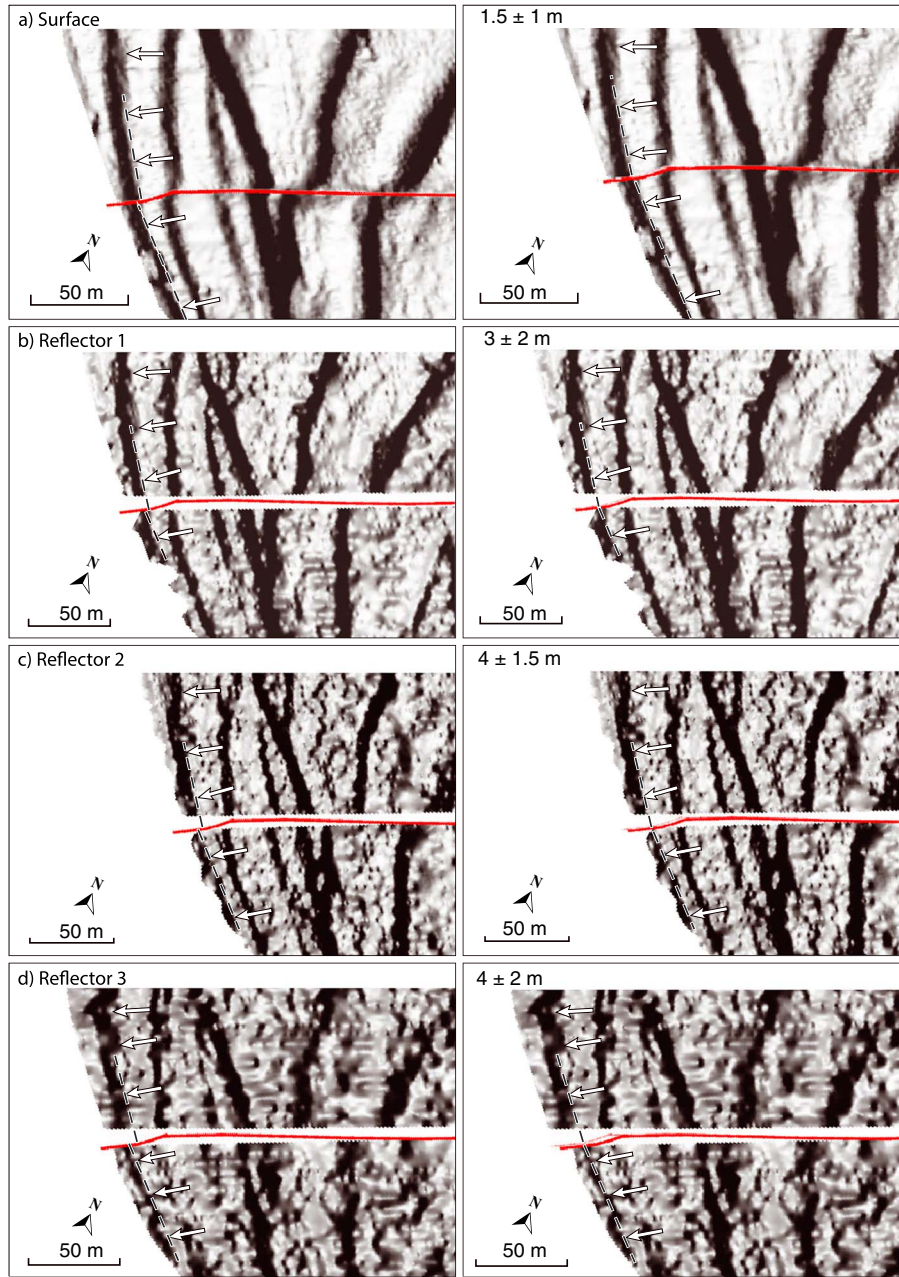 a) Surface
1.5 ± 1 m
N
50 m
N
50 m
b) Reflector 1
3 ± 2 m
N
50 m
N
50 m
c) Reflector 2
4 ± 1.5 m
N
50 m
N
50 m
d) Reflector 3
4 ± 2 m
N
50 m
N
50 m